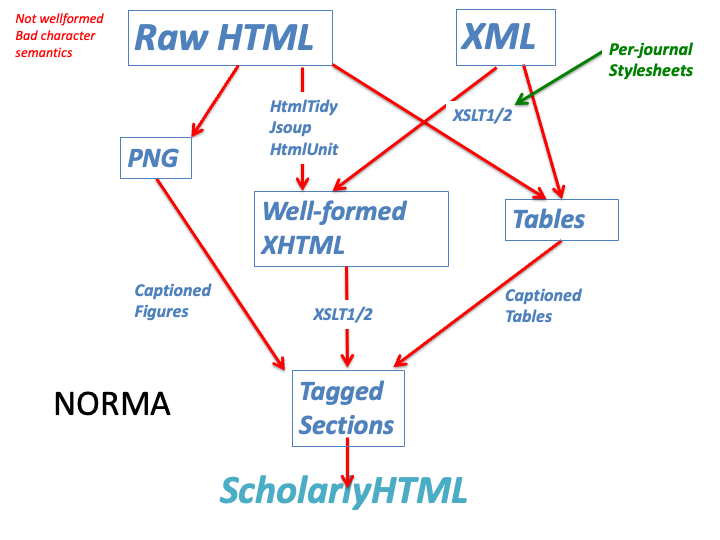 Not wellformed
Bad character
semantics
Raw HTML
XML
Per-journal
Stylesheets
HtmlTidy
Jsoup
HtmlUnit
XSLT1/2
PNG
Well-formed
XHTML
Tables
Captioned
Figures
XSLT1/2
Captioned
Tables
NORMA
Tagged
Sections
ScholarlyHTML